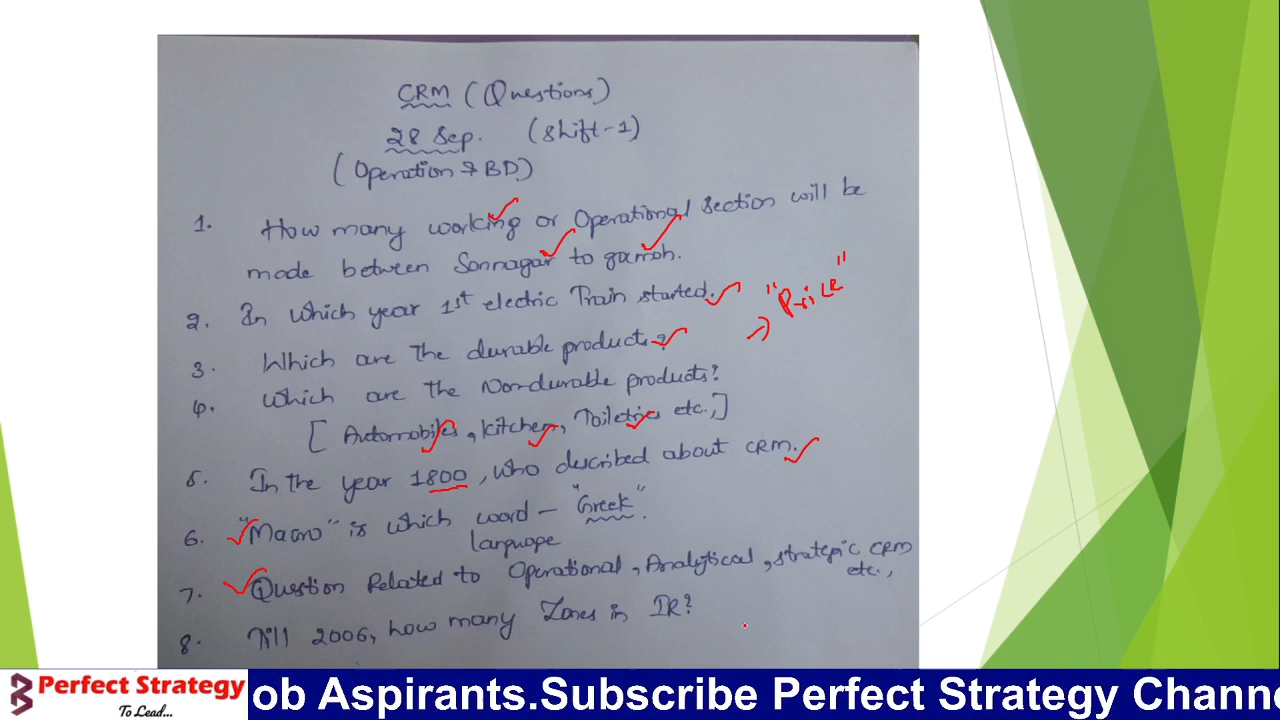 CRM (Questions)
28 Sep. (Shift-1)
(Operation & BD)
1. How many working or Operational Section will be
made between Sonnagar to gomoh.
2. In which year 1st electric Train started.
"Price"
3. Which are the durable products?
4. Which are the Non-durable products?
[Automobiles, kitchen, Toiletries etc.,]
5. In the year 1800, who described about CRM.
6. "Macro" is which word – "Greek".
language
7. Question Related to Operational, Analytical, strategic CRM
etc.,
8. Till 2006, how many Zones in IR?
Perfect Strategy
To Lead...
ob Aspirants.Subscribe Perfect Strategy Channe